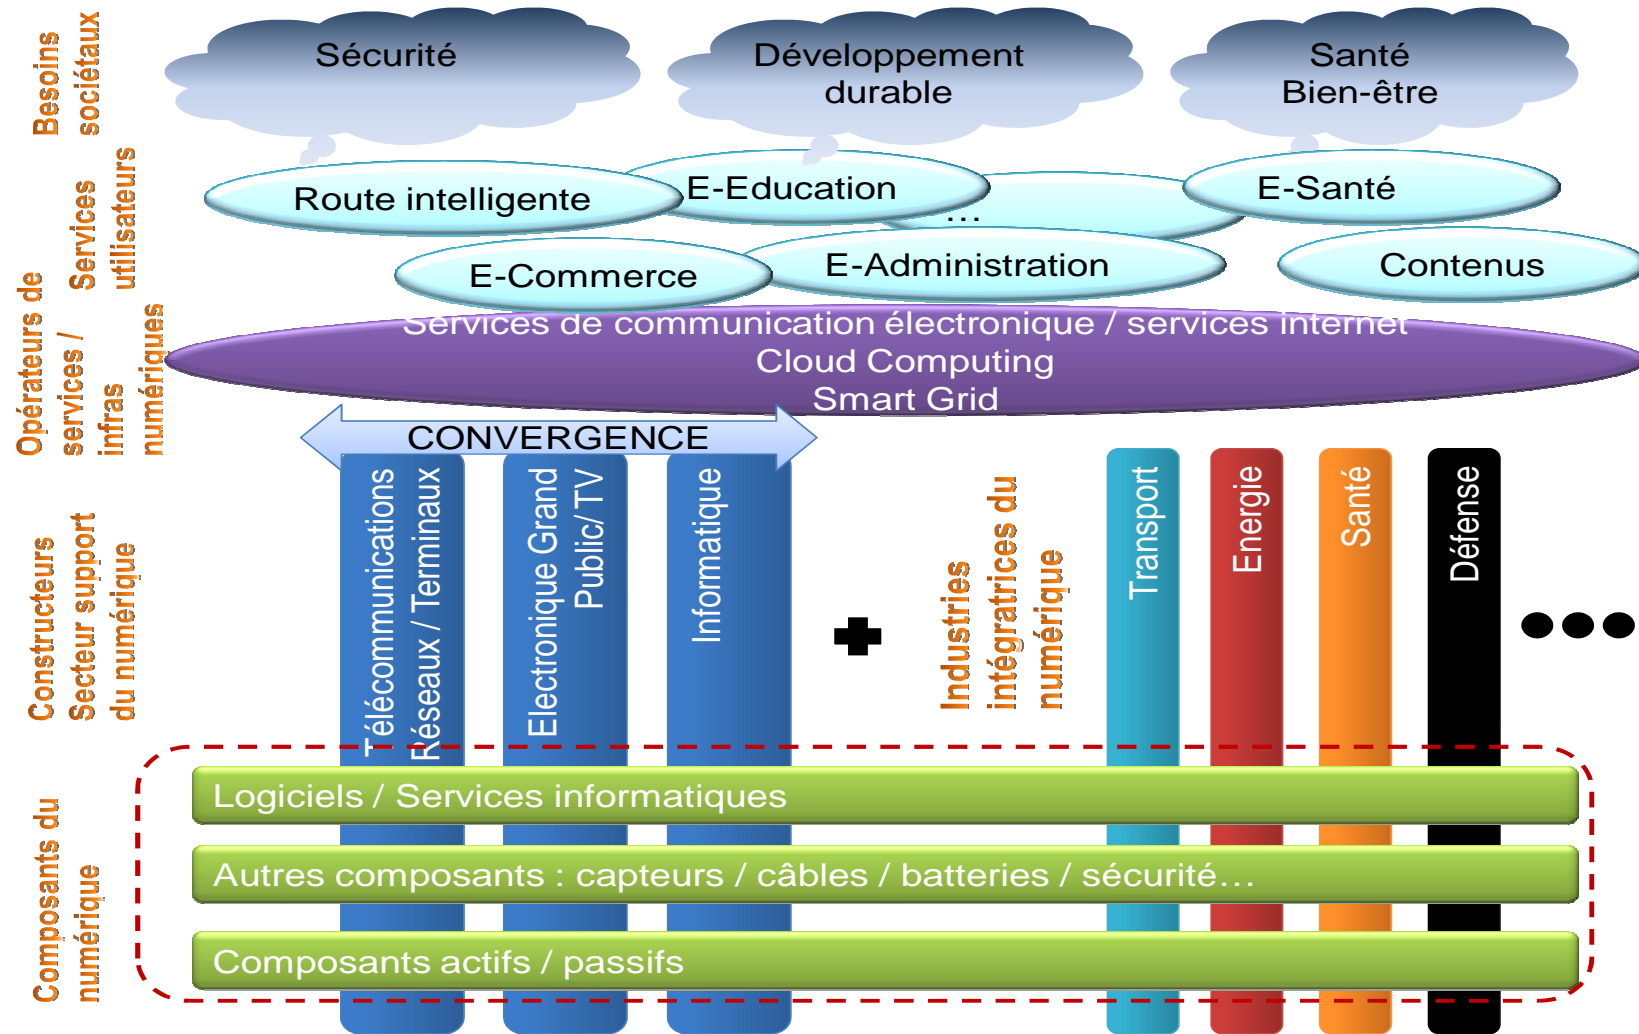 Besoins
sociétaux
Sécurité
Développement
durable
Santé
Bien-être
Services
utilisateurs
Route intelligente
E-Education
...
E-Santé
E-Commerce
E-Administration
Contenus
Opérateurs de
services /
infras
numériques
Services de communication électronique / services internet
Cloud Computing
Smart Grid
CONVERGENCE
Constructeurs
Secteur support
du numérique
Télécommunications
Réseaux / Terminaux
Electronique Grand
Public/ TV
Informatique
Industries
intégratrices du
numérique
Transport
Energie
Santé
Défense
Composants du
numérique
Logiciels / Services informatiques
Autres composants : capteurs / câbles / batteries / sécurité…
Composants actifs / passifs